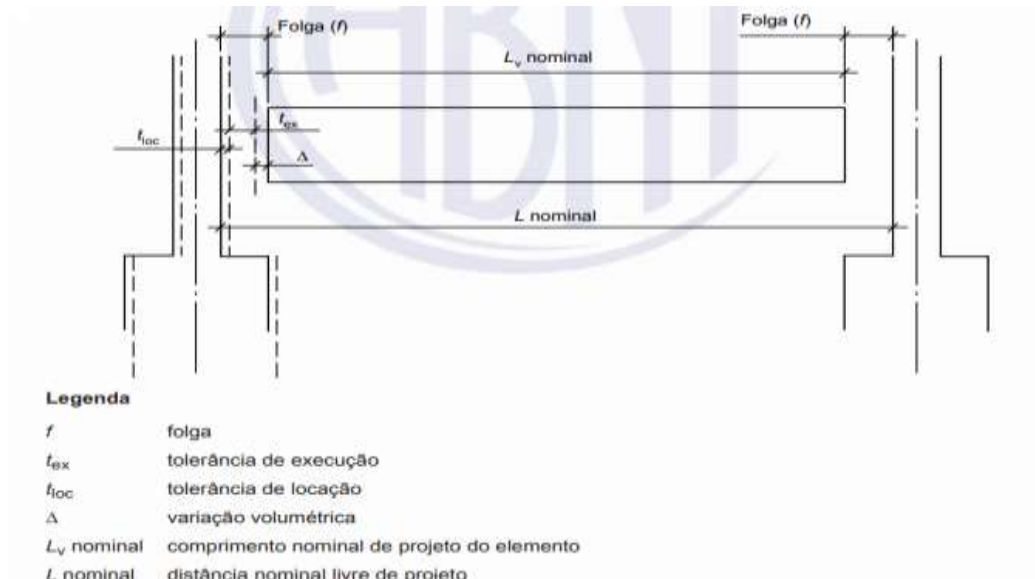 ABNT
Folga (f)
Folga (f)
Lv nominal
tex
tloc
Δ
L nominal
Legenda
f folga
tex tolerância de execução
tloc tolerância de locação
Δ variação volumétrica
Lv nominal comprimento nominal de projeto do elemento
L nominal distância nominal livre de projeto